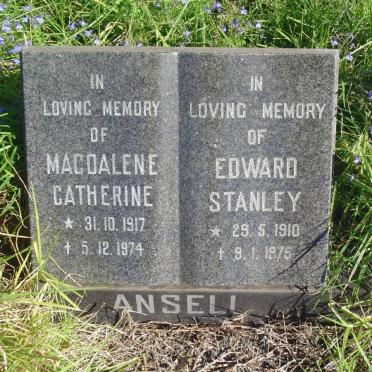 IN
LOVING MEMORY
OF
MAGDALENE
CATHERINE
* 31.10.1917
† 5.12.1974
IN
LOVING MEMORY
OF
EDWARD
STANLEY
* 29.5.1910
† 9.1.1975
ANSELL